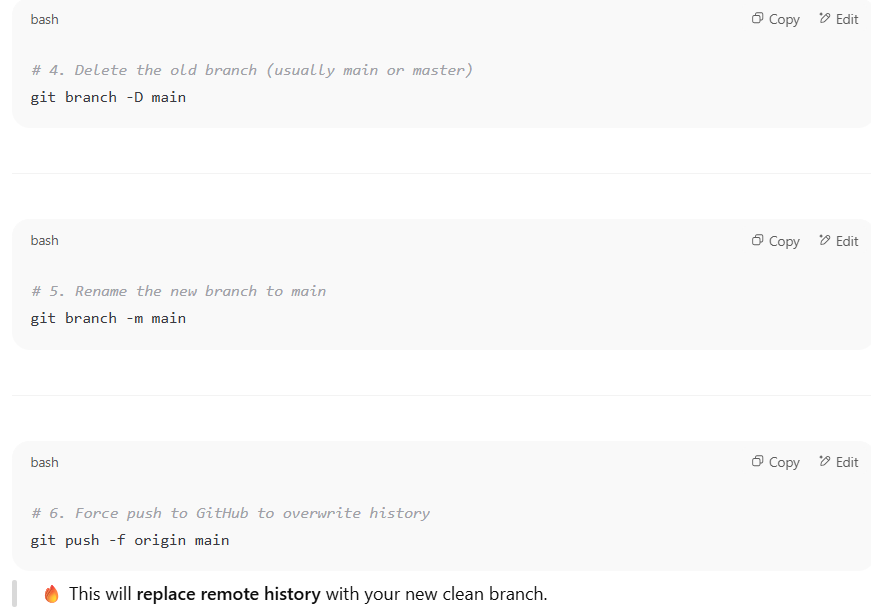 bash
Copy Edit
# 4. Delete the old branch (usually main or master)
git branch -D main
bash
Copy Edit
# 5. Rename the new branch to main
git branch -m main
bash
Copy Edit
# 6. Force push to GitHub to overwrite history
git push -f origin main
🔥 This will replace remote history with your new clean branch.